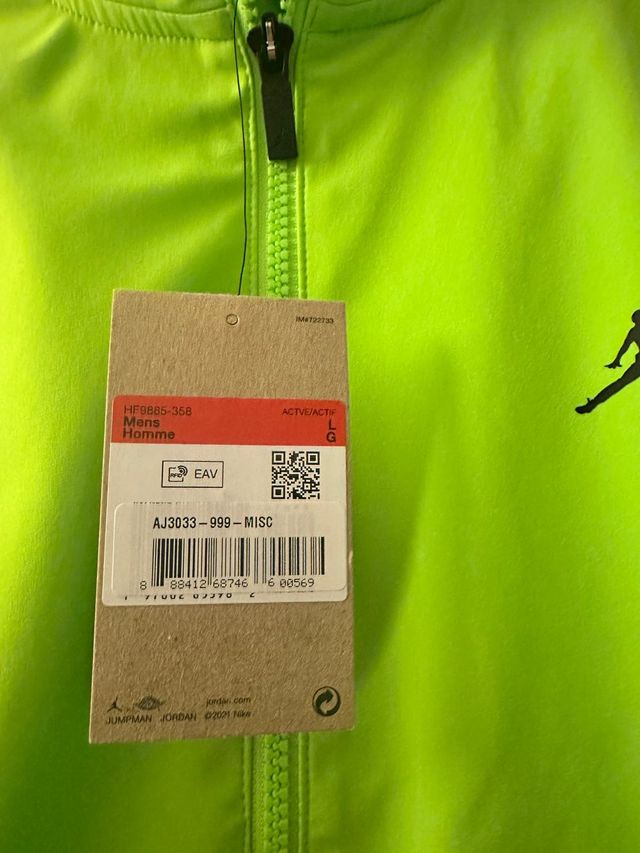 IM#722733
HF9885-358 ACTVE/ACTIF
Mens L
Homme G
RFID EAV
AJ3033-999-MISC
8 88412 68746 6 00569
jordan.com
JUMPMAN JORDAN ©2021 Nike